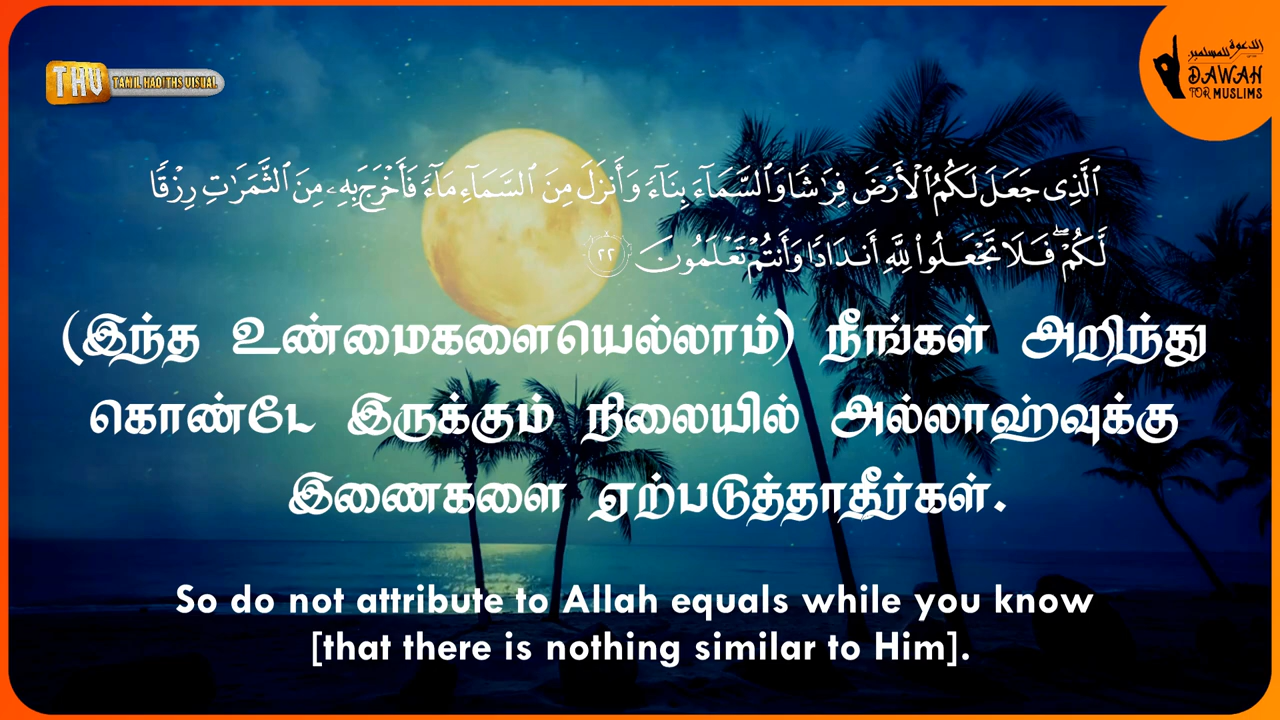 THV TAMIL HADITHS VISUAL
الدعوة للمسلمين
DAWAH
FOR MUSLIMS
ٱلَّذِى جَعَلَ لَكُمُ ٱلْأَرْضَ فِرَٰشًا وَٱلسَّمَآءَ بِنَآءً وَأَنزَلَ مِنَ ٱلسَّمَآءِ مَآءً فَأَخْرَجَ بِهِۦ مِنَ ٱلثَّمَرَٰتِ رِزْقًا
لَّكُمْ ۖ فَلَا تَجْعَلُوا۟ لِلَّهِ أَندَادًا وَأَنتُمْ تَعْلَمُونَ ٢٢
(இந்த உண்மைகளையெல்லாம்) நீங்கள் அறிந்து
கொண்டே இருக்கும் நிலையில் அல்லாஹ்வுக்கு
இணைகளை ஏற்படுத்தாதீர்கள்.
So do not attribute to Allah equals while you know
[that there is nothing similar to Him].